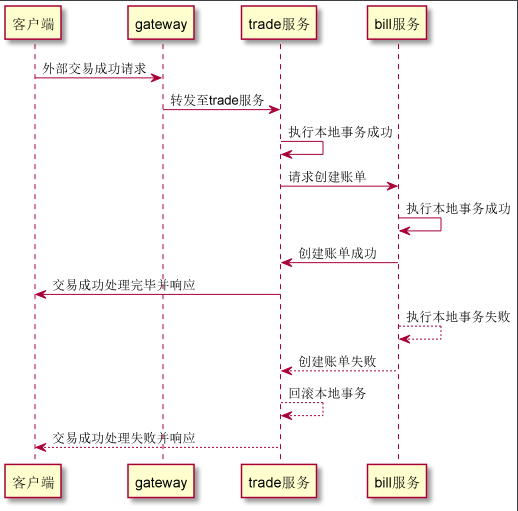 客户端
gateway
trade服务
bill服务
外部交易成功请求
转发至trade服务
执行本地事务成功
请求创建账单
执行本地事务成功
创建账单成功
交易成功处理完毕并响应
执行本地事务失败
创建账单失败
回滚本地事务
交易成功处理失败并响应
客户端
gateway
trade服务
bill服务